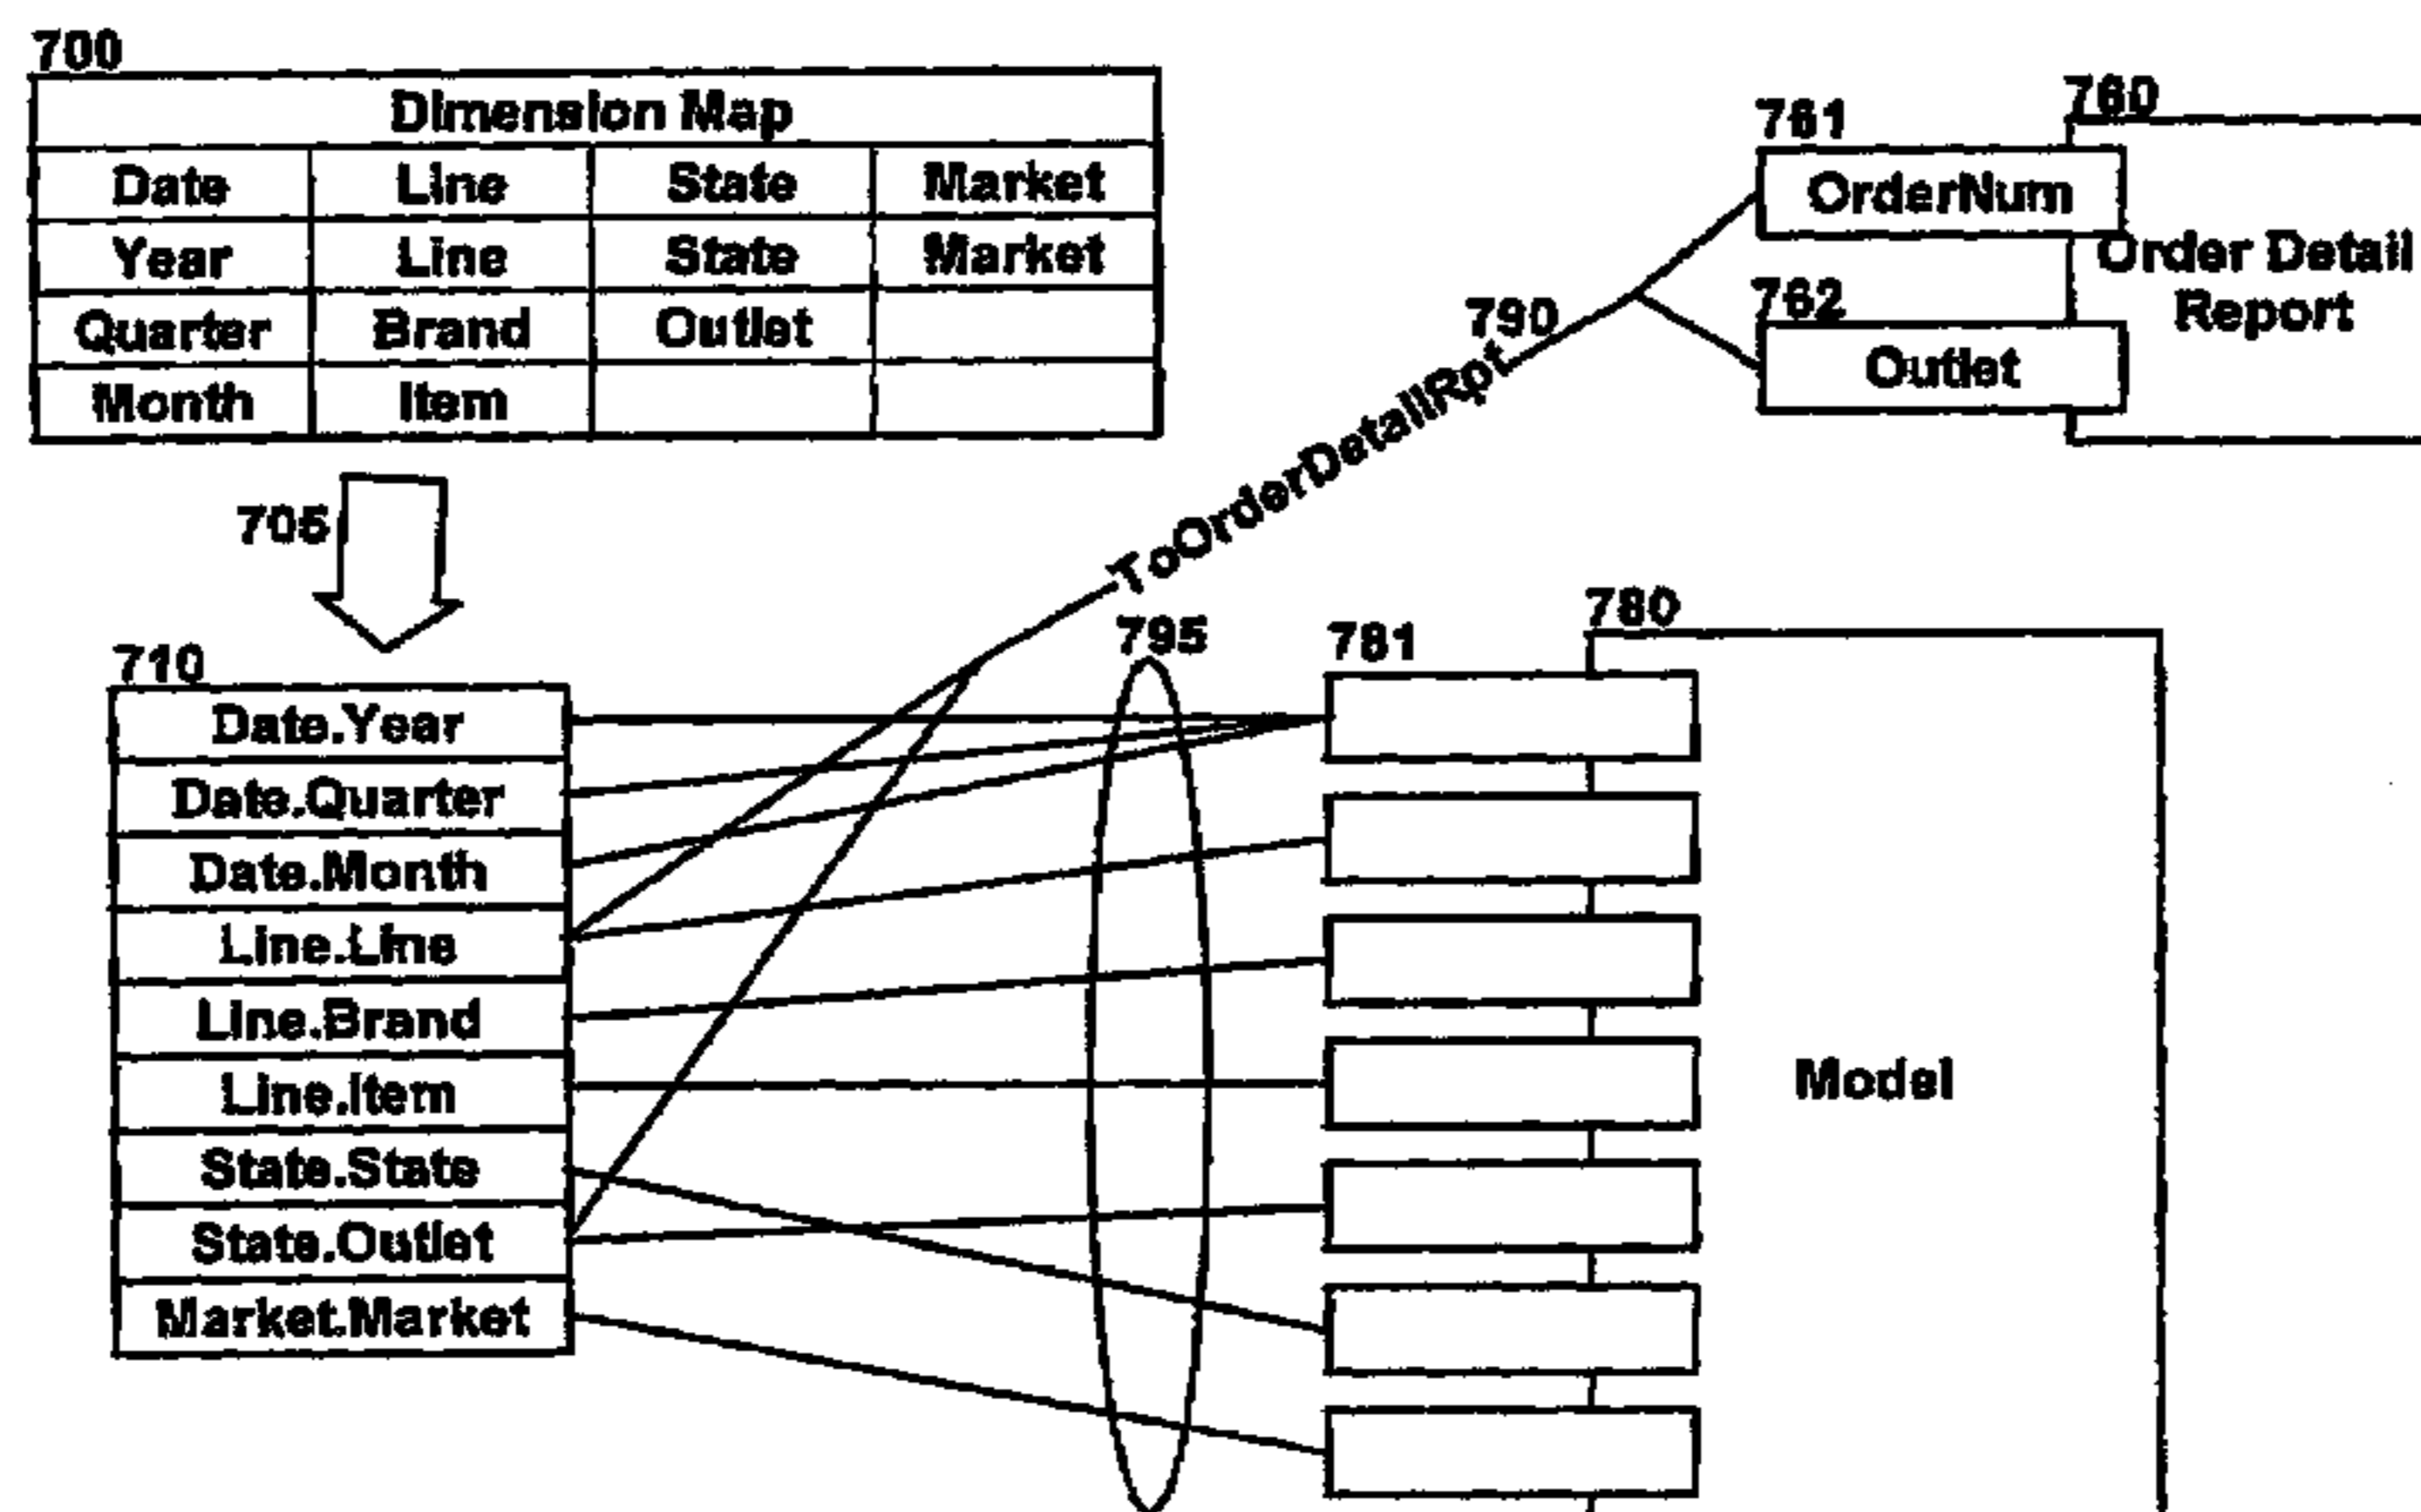 700
Dimension Map
Date Line State Market
Year Line State Market
Quarter Brand Outlet
Month Item
705
710
Date.Year
Date.Quarter
Date.Month
Line.Line
Line.Brand
Line.Item
State.State
State.Outlet
Market.Market
790
ToOrderDetailRpt
761
OrderNum
760
Order Detail
Report
762
Outlet
795
781
780
Model